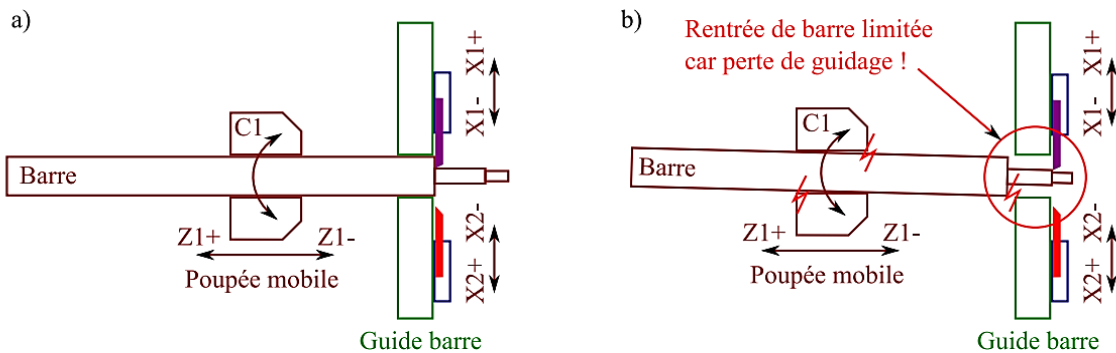 a)
X1+
X1-
C1
Barre
X2-
X2+
Z1+ Z1-
Poupée mobile
Guide barre
b)
Rentrée de barre limitée
car perte de guidage !
X1+
X1-
C1
Barre
X2-
X2+
Z1+ Z1-
Poupée mobile
Guide barre